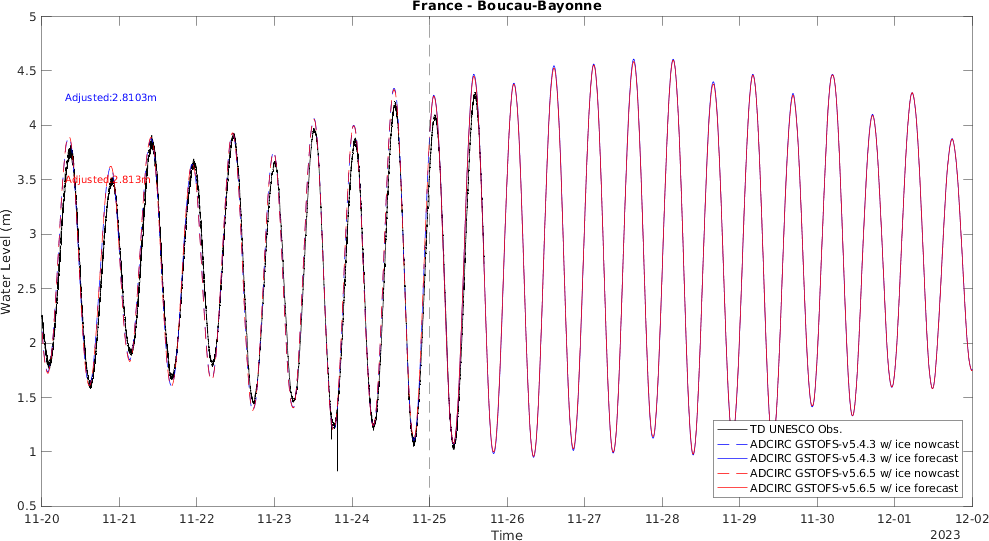 France - Boucau-Bayonne
Water Level (m)
5
4.5
4
3.5
3
2.5
2
1.5
1
0.5
Adjusted:2.8103m
Adjusted:2.813m
TD UNESCO Obs.
ADCIRC GSTOFS-v5.4.3 w/ ice nowcast
ADCIRC GSTOFS-v5.4.3 w/ ice forecast
ADCIRC GSTOFS-v5.6.5 w/ ice nowcast
ADCIRC GSTOFS-v5.6.5 w/ ice forecast
11-20 11-21 11-22 11-23 11-24 11-25 11-26 11-27 11-28 11-29 11-30 12-01 12-02
Time
2023